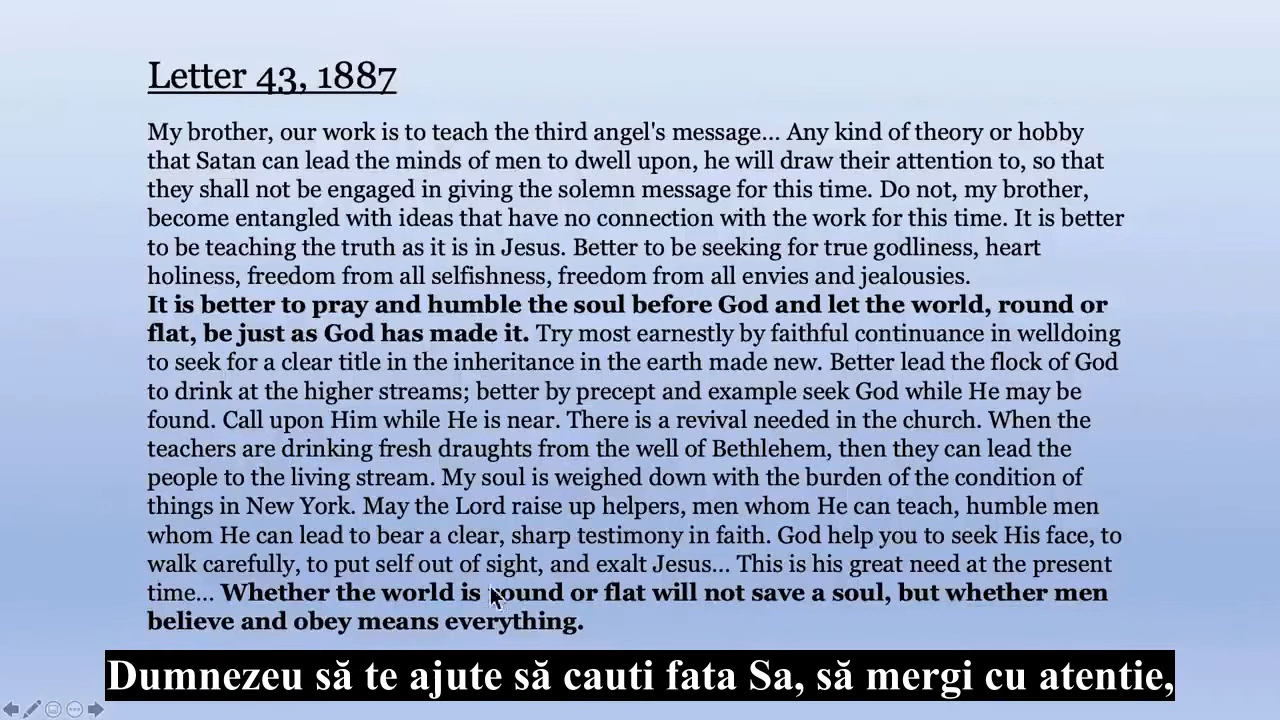 Letter 43, 1887
My brother, our work is to teach the third angel's message... Any kind of theory or hobby
that Satan can lead the minds of men to dwell upon, he will draw their attention to, so that
they shall not be engaged in giving the solemn message for this time. Do not, my brother,
become entangled with ideas that have no connection with the work for this time. It is better
to be teaching the truth as it is in Jesus. Better to be seeking for true godliness, heart
holiness, freedom from all selfishness, freedom from all envies and jealousies.
It is better to pray and humble the soul before God and let the world, round or
flat, be just as God has made it. Try most earnestly by faithful continuance in welldoing
to seek for a clear title in the inheritance in the earth made new. Better lead the flock of God
to drink at the higher streams; better by precept and example seek God while He may be
found. Call upon Him while He is near. There is a revival needed in the church. When the
teachers are drinking fresh draughts from the well of Bethlehem, then they can lead the
people to the living stream. My soul is weighed down with the burden of the condition of
things in New York. May the Lord raise up helpers, men whom He can teach, humble men
whom He can lead to bear a clear, sharp testimony in faith. God help you to seek His face, to
walk carefully, to put self out of sight, and exalt Jesus... This is his great need at the present
time... Whether the world is round or flat will not save a soul, but whether men
believe and obey means everything.
Dumnezeu să te ajute să cauti fata Sa, să mergi cu atentie,